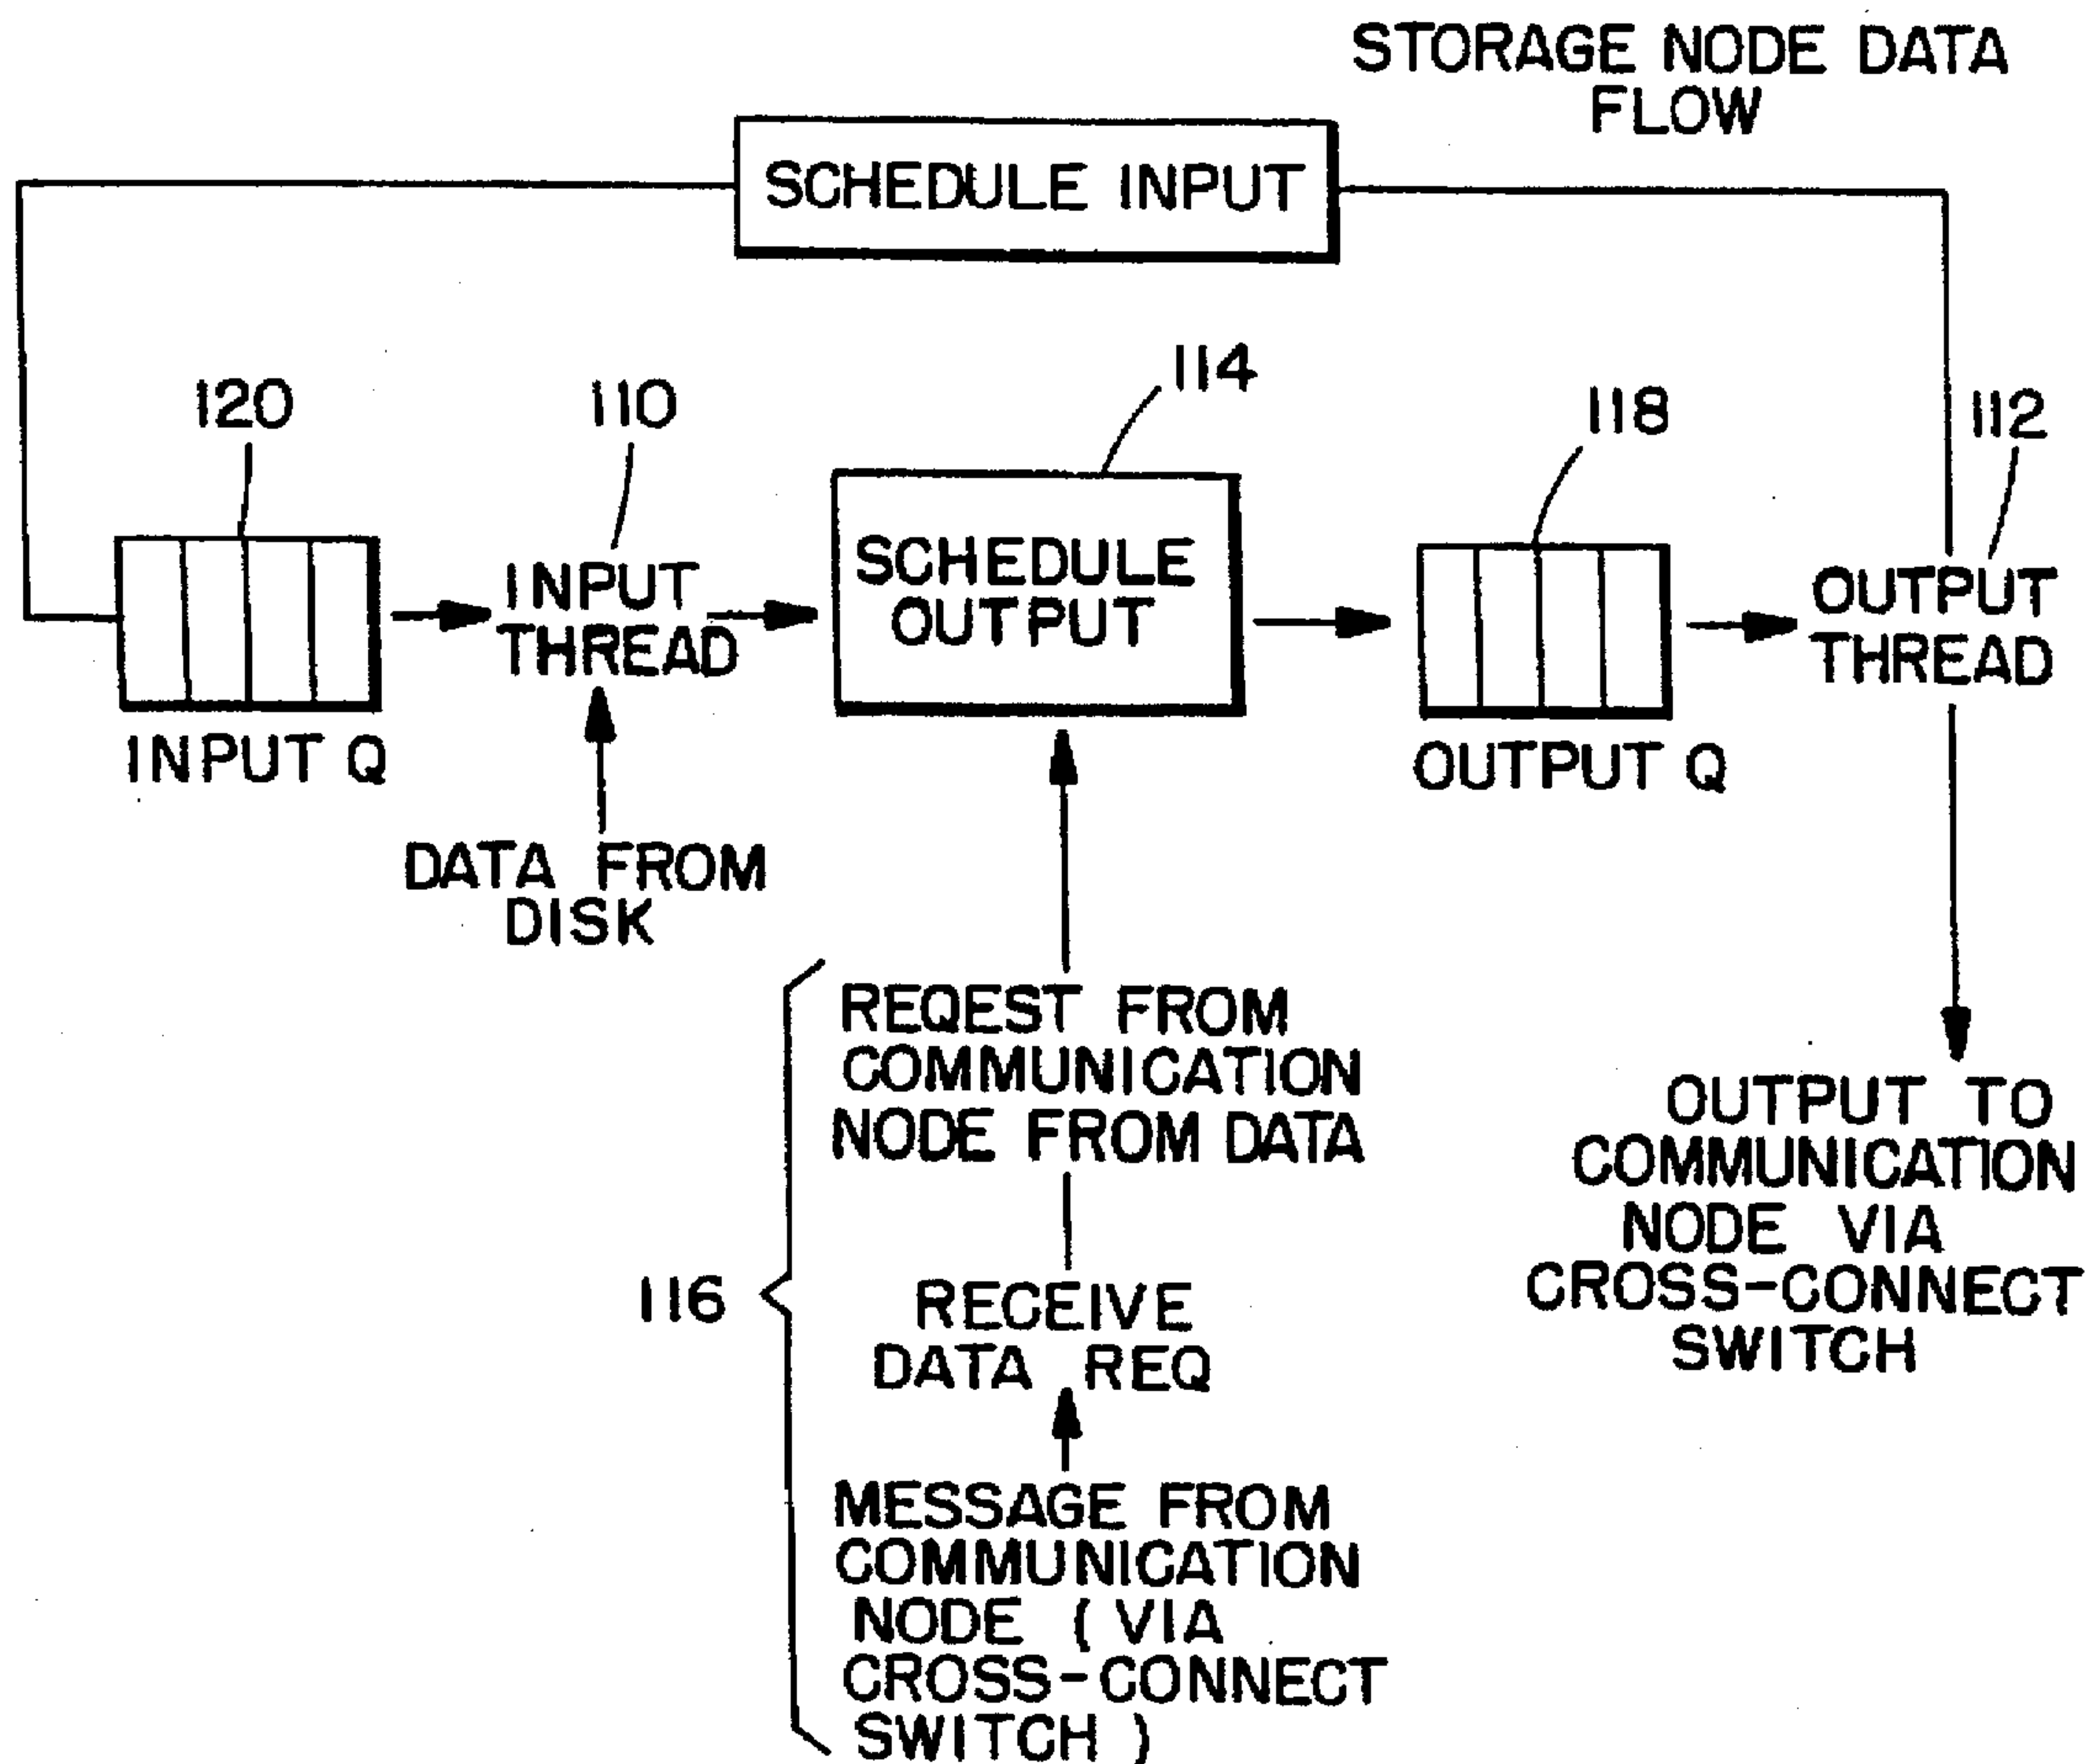 STORAGE NODE DATA
FLOW
SCHEDULE INPUT
120
110
114
118
112
INPUT
THREAD
SCHEDULE
OUTPUT
OUTPUT
THREAD
INPUT Q
OUTPUT Q
DATA FROM
DISK
REQEST FROM
COMMUNICATION
NODE FROM DATA
116
RECEIVE
DATA REQ
MESSAGE FROM
COMMUNICATION
NODE (VIA
CROSS-CONNECT
SWITCH)
OUTPUT TO
COMMUNICATION
NODE VIA
CROSS-CONNECT
SWITCH